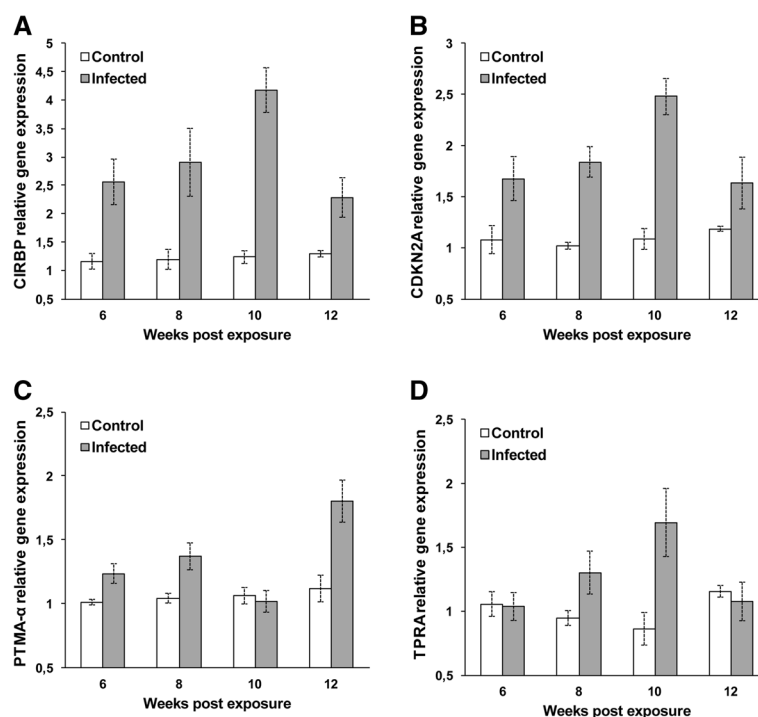 A
CIRBP relative gene expression
5
4,5
4
3,5
3
2,5
2
1,5
1
0,5
Control
Infected
6 8 10 12
Weeks post exposure
B
CDKN2A relative gene expression
3
2,5
2
1,5
1
0,5
Control
Infected
6 8 10 12
Weeks post exposure
C
PTMA-α relative gene expression
2,5
2
1,5
1
0,5
Control
Infected
6 8 10 12
Weeks post exposure
D
TPRA relative gene expression
2,5
2
1,5
1
0,5
Control
Infected
6 8 10 12
Weeks post exposure